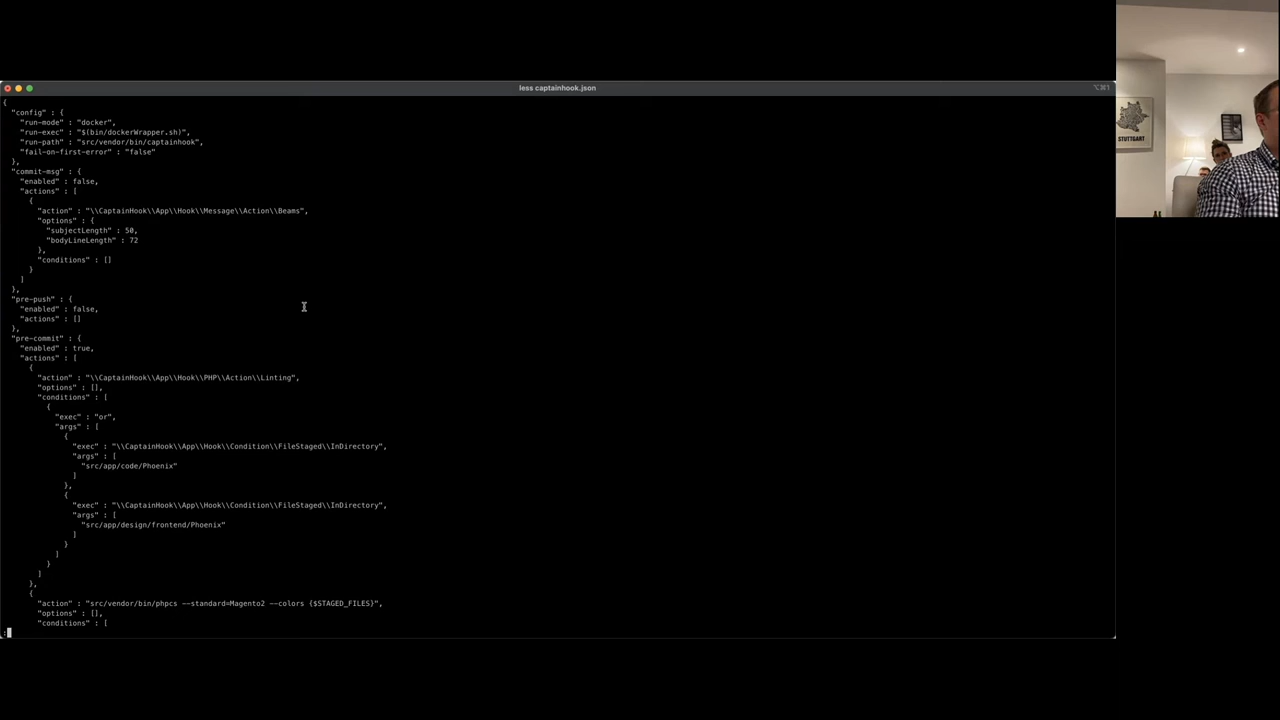 less captainhook.json
⌥⌘1
{
"config" : {
"run-mode" : "docker",
"run-exec" : "$(bin/dockerWrapper.sh)",
"run-path" : "src/vendor/bin/captainhook",
"fail-on-first-error" : "false"
},
"commit-msg" : {
"enabled" : false,
"actions" : [
{
"action" : "\\CaptainHook\\App\\Hook\\Message\\Action\\Beams",
"options" : {
"subjectLength" : 50,
"bodyLineLength" : 72
},
"conditions" : []
}
]
},
"pre-push" : {
"enabled" : false,
"actions" : []
},
"pre-commit" : {
"enabled" : true,
"actions" : [
{
"action" : "\\CaptainHook\\App\\Hook\\PHP\\Action\\Linting",
"options" : [],
"conditions" : [
{
"exec" : "or",
"args" : [
{
"exec" : "\\CaptainHook\\App\\Hook\\Condition\\FileStaged\\InDirectory",
"args" : [
"src/app/code/Phoenix"
]
},
{
"exec" : "\\CaptainHook\\App\\Hook\\Condition\\FileStaged\\InDirectory",
"args" : [
"src/app/design/frontend/Phoenix"
]
}
]
}
]
},
{
"action" : "src/vendor/bin/phpcs --standard=Magento2 --colors {$STAGED_FILES}",
"options" : [],
"conditions" : [
:
STUTTGART